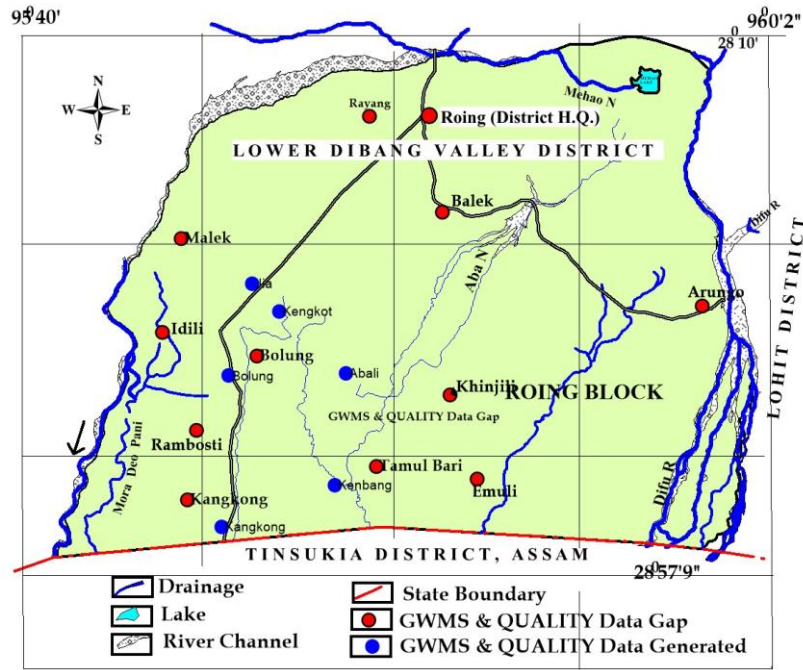 95°40'
96°0'2"
28°10'
N
W E
S
Mehao N
Rayang
Roing (District H.Q.)
LOWER DIBANG VALLEY DISTRICT
Balek
Difu R
Malek
Aba N
LOHIT DISTRICT
Jia
Kengkot
Arungo
Idili
Bolung
Bolung
Abali
Khinjili
ROING BLOCK
GWMS & QUALITY Data Gap
Rambosti
Mora Deo Pani
Tamul Bari
Emuli
Difu R
Kenbang
Kangkong
Kangkong
TINSUKIA DISTRICT, ASSAM
28°57'9"
Drainage
Lake
River Channel
State Boundary
GWMS & QUALITY Data Gap
GWMS & QUALITY Data Generated